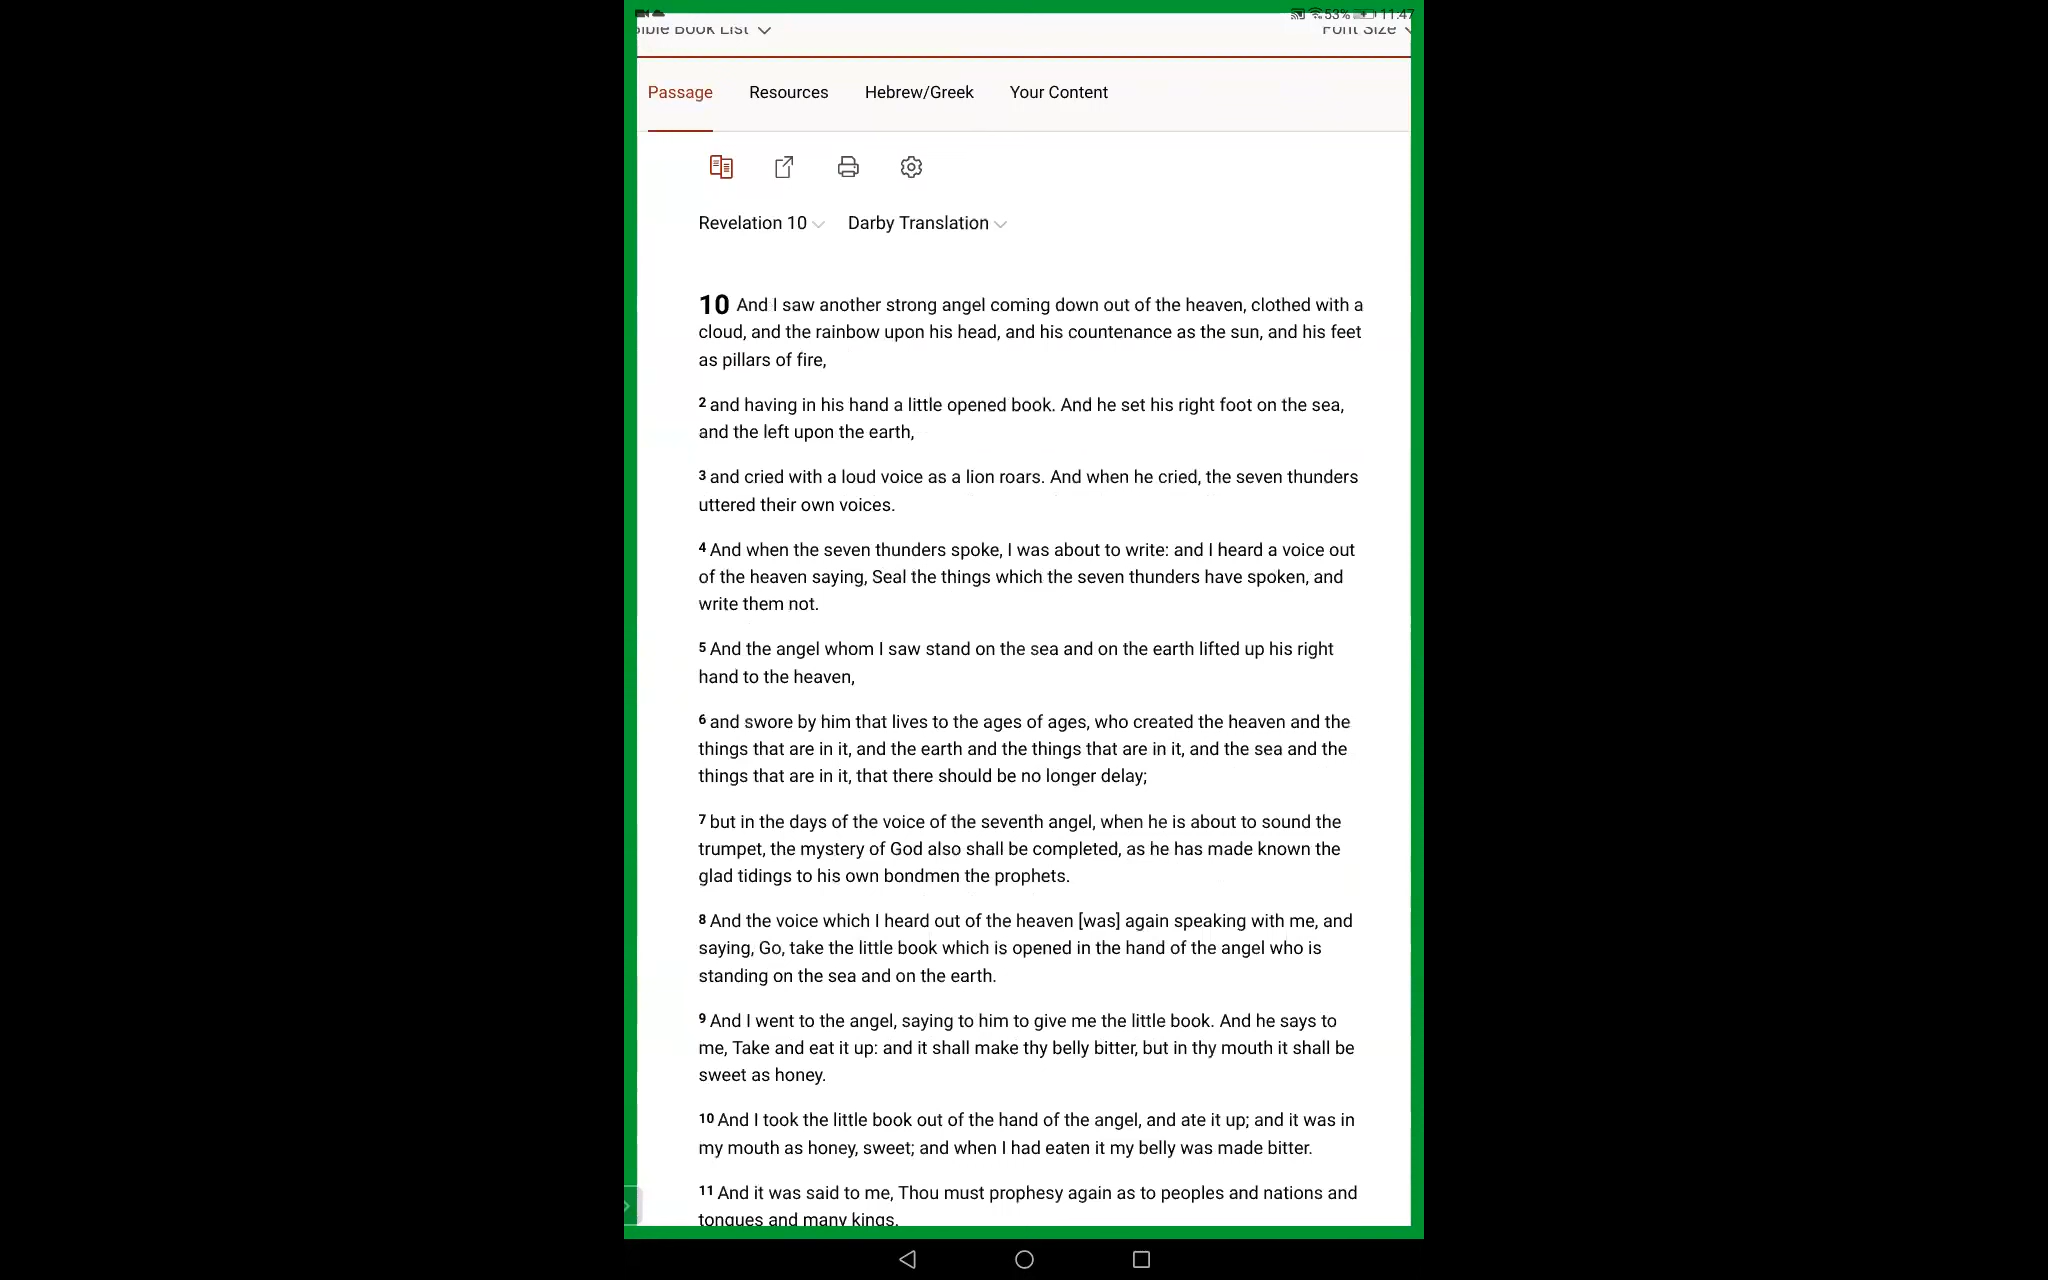 Bible Book List
Font Size
53% 11:47
Passage Resources Hebrew/Greek Your Content
Revelation 10 Darby Translation
10 And I saw another strong angel coming down out of the heaven, clothed with a
cloud, and the rainbow upon his head, and his countenance as the sun, and his feet
as pillars of fire,
2 and having in his hand a little opened book. And he set his right foot on the sea,
and the left upon the earth,
3 and cried with a loud voice as a lion roars. And when he cried, the seven thunders
uttered their own voices.
4 And when the seven thunders spoke, I was about to write: and I heard a voice out
of the heaven saying, Seal the things which the seven thunders have spoken, and
write them not.
5 And the angel whom I saw stand on the sea and on the earth lifted up his right
hand to the heaven,
6 and swore by him that lives to the ages of ages, who created the heaven and the
things that are in it, and the earth and the things that are in it, and the sea and the
things that are in it, that there should be no longer delay;
7 but in the days of the voice of the seventh angel, when he is about to sound the
trumpet, the mystery of God also shall be completed, as he has made known the
glad tidings to his own bondmen the prophets.
8 And the voice which I heard out of the heaven [was] again speaking with me, and
saying, Go, take the little book which is opened in the hand of the angel who is
standing on the sea and on the earth.
9 And I went to the angel, saying to him to give me the little book. And he says to
me, Take and eat it up: and it shall make thy belly bitter, but in thy mouth it shall be
sweet as honey.
10 And I took the little book out of the hand of the angel, and ate it up; and it was in
my mouth as honey, sweet; and when I had eaten it my belly was made bitter.
11 And it was said to me, Thou must prophesy again as to peoples and nations and
tongues and many kings.